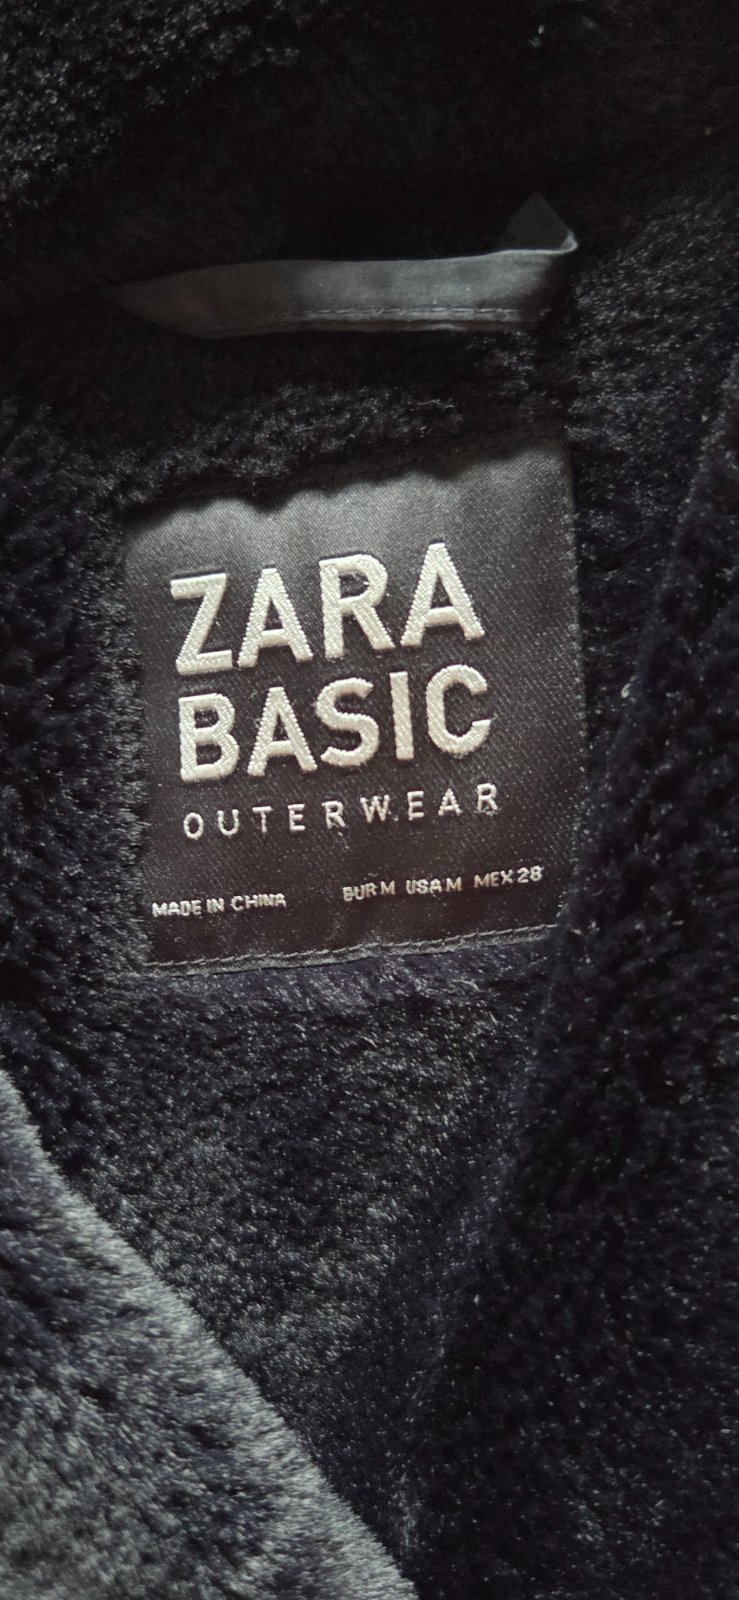 ZARA
BASIC
OUTERWEAR
MADE IN CHINA EUR M USA M MEX 28